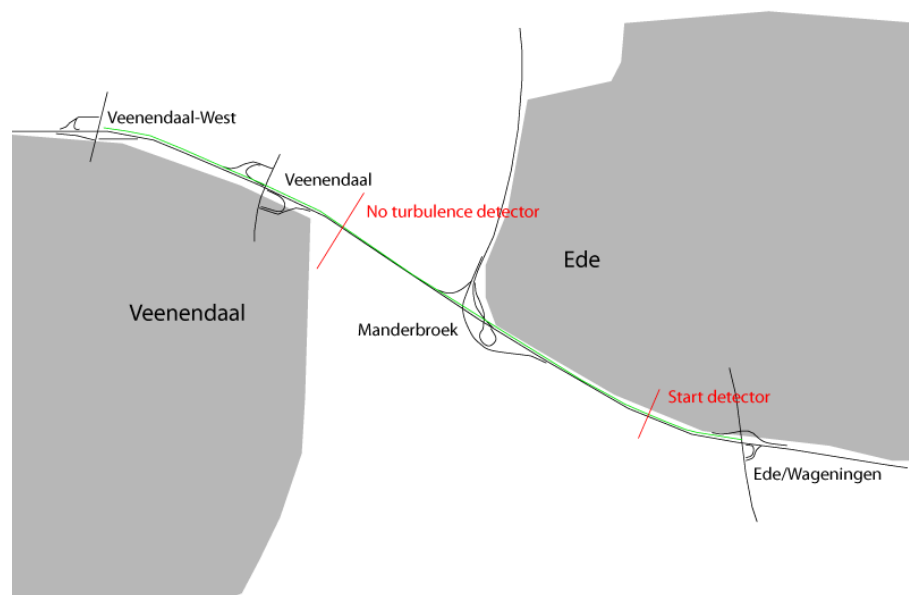 Veenendaal-West
Veenendaal
No turbulence detector
Ede
Veenendaal
Manderbroek
Start detector
Ede/Wageningen